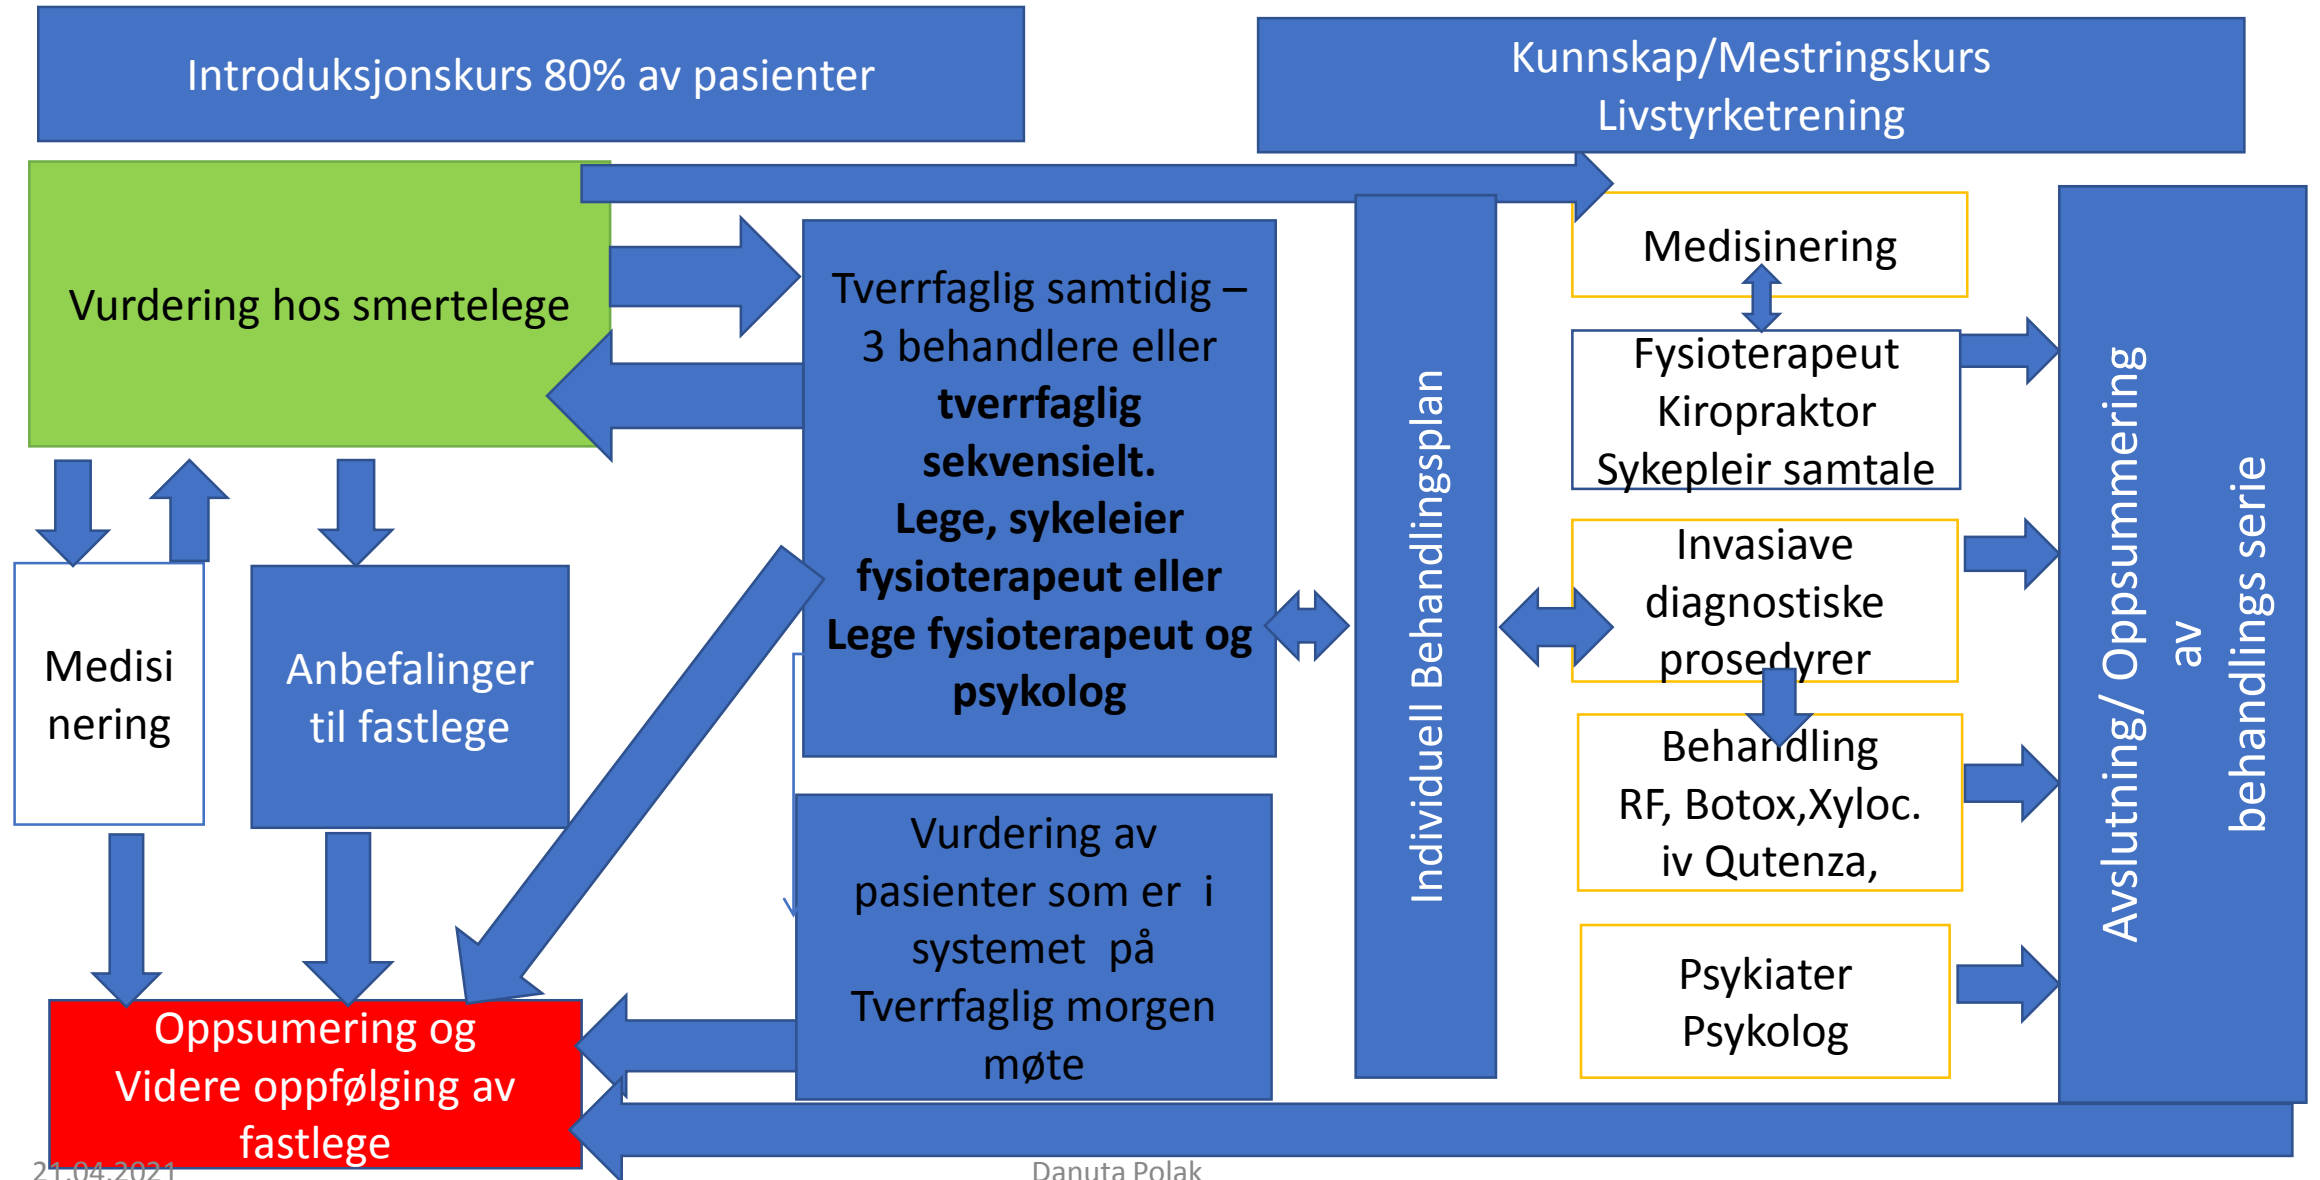 Introduksjonskurs 80% av pasienter
Kunnskap/Mestringskurs
Livstyrketrening
Vurdering hos smertelege
Tverrfaglig samtidig –
3 behandlere eller
tverrfaglig
sekvensielt.
Lege, sykeleier
fysioterapeut eller
Lege fysioterapeut og
psykolog
Individuell Behandlingsplan
Medisinering
Fysioterapeut
Kiropraktor
Sykepleir samtale
Invasiave
diagnostiske
prosedyrer
Behandling
RF, Botox,Xyloc.
iv Qutenza,
Psykiater
Psykolog
Avslutning/ Oppsummering
av
behandlings serie
Medisi
nering
Anbefalinger
til fastlege
Vurdering av
pasienter som er  i
systemet  på
Tverrfaglig morgen
møte
Oppsumering og
Videre oppfølging av
fastlege
21.04.2021
Danuta Polak